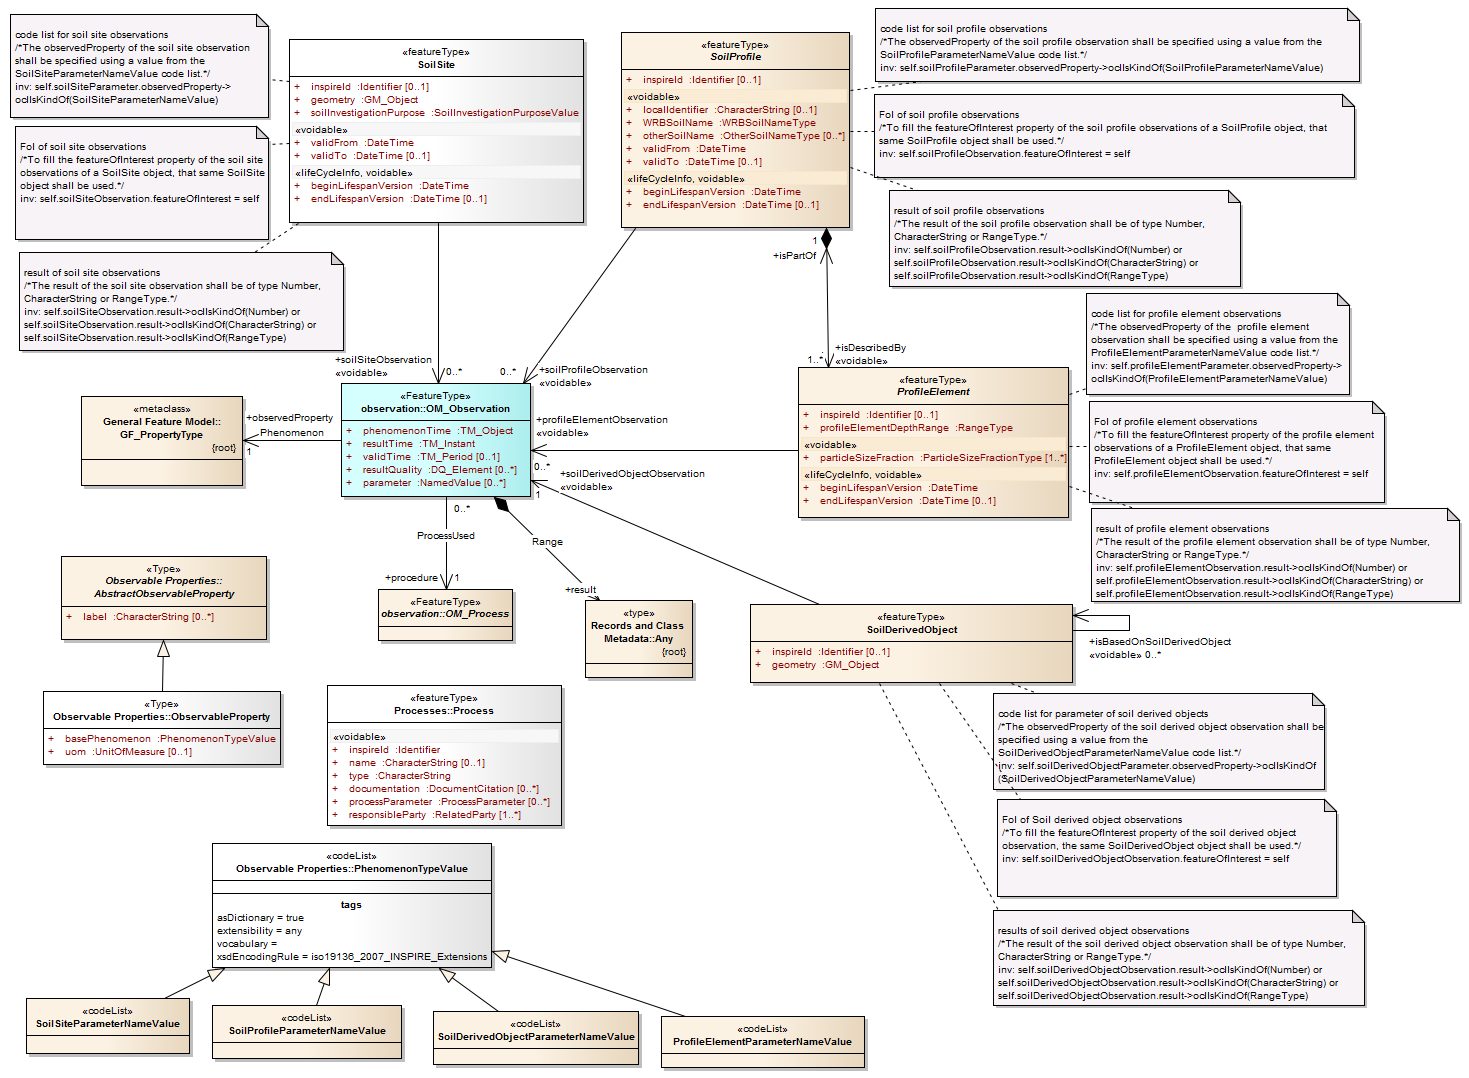 code list for soil site observations
/*The observedProperty of the soil site observation
shall be specified using a value from the
SoilSiteParameterNameValue code list.*/
inv: self.soilSiteParameter.observedProperty->
oclIsKindOf(SoilSiteParameterNameValue)
FoI of soil site observations
/*To fill the featureOfInterest property of the soil site
observations of a SoilSite object, that same SoilSite
object shall be used.*/
inv: self.soilSiteObservation.featureOfInterest = self
result of soil site observations
/*The result of the soil site observation shall be of type Number,
CharacterString or RangeType.*/
inv: self.soilSiteObservation.result->oclIsKindOf(Number) or
self.soilSiteObservation.result->oclIsKindOf(CharacterString) or
self.soilSiteObservation.result->oclIsKindOf(RangeType)
«featureType»
SoilSite
+ inspireId :Identifier [0..1]
+ geometry :GM_Object
+ soilInvestigationPurpose :SoilInvestigationPurposeValue
«voidable»
+ validFrom :DateTime
+ validTo :DateTime [0..1]
«lifeCycleInfo, voidable»
+ beginLifespanVersion :DateTime
+ endLifespanVersion :DateTime [0..1]
«featureType»
SoilProfile
+ inspireId :Identifier [0..1]
«voidable»
+ localIdentifier :CharacterString [0..1]
+ WRBSoilName :WRBSoilNameType
+ otherSoilName :OtherSoilNameType [0..*]
+ validFrom :DateTime
+ validTo :DateTime [0..1]
«lifeCycleInfo, voidable»
+ beginLifespanVersion :DateTime
+ endLifespanVersion :DateTime [0..1]
code list for soil profile observations
/*The observedProperty of the soil profile observation shall be specified using a value from the
SoilProfileParameterNameValue code list.*/
inv: self.soilProfileParameter.observedProperty->oclIsKindOf(SoilProfileParameterNameValue)
FoI of soil profile observations
/*To fill the featureOfInterest property of the soil profile observations of a SoilProfile object, that
same SoilProfile object shall be used.*/
inv: self.soilProfileObservation.featureOfInterest = self
result of soil profile observations
/*The result of the soil profile observation shall be of type Number,
CharacterString or RangeType.*/
inv: self.soilProfileObservation.result->oclIsKindOf(Number) or
self.soilProfileObservation.result->oclIsKindOf(CharacterString) or
self.soilProfileObservation.result->oclIsKindOf(RangeType)
1
+isPartOf
+isDescribedBy
1..*
«voidable»
+soilSiteObservation
«voidable»
0..*
0..*
+soilProfileObservation
«voidable»
code list for profile element observations
/*The observedProperty of the  profile element
observation shall be specified using a value from the
ProfileElementParameterNameValue code list.*/
inv: self.profileElementParameter.observedProperty->
oclIsKindOf(ProfileElementParameterNameValue)
«featureType»
ProfileElement
+ inspireId :Identifier [0..1]
+ profileElementDepthRange :RangeType
«voidable»
+ particleSizeFraction :ParticleSizeFractionType [1..*]
«lifeCycleInfo, voidable»
+ beginLifespanVersion :DateTime
+ endLifespanVersion :DateTime [0..1]
FoI of profile element observations
/*To fill the featureOfInterest property of the profile element
observations of a ProfileElement object, that same
ProfileElement object shall be used.*/
inv: self.profileElementObservation.featureOfInterest = self
result of profile element observations
/*The result of the profile element observation shall be of type Number,
CharacterString or RangeType.*/
inv: self.profileElementObservation.result->oclIsKindOf(Number) or
self.profileElementObservation.result->oclIsKindOf(CharacterString) or
self.profileElementObservation.result->oclIsKindOf(RangeType)
«metaclass»
General Feature Model::
GF_PropertyType
{root}
+observedProperty
Phenomenon
1
«FeatureType»
observation::OM_Observation
+ phenomenonTime :TM_Object
+ resultTime :TM_Instant
+ validTime :TM_Period [0..1]
+ resultQuality :DQ_Element [0..*]
+ parameter :NamedValue [0..*]
+profileElementObservation
«voidable»
0..*
+soilDerivedObjectObservation
«voidable»
1
0..*
ProcessUsed
+procedure
1
Range
+result
«FeatureType»
observation::OM_Process
«type»
Records and Class
Metadata::Any
{root}
«Type»
Observable Properties::
AbstractObservableProperty
+ label :CharacterString [0..*]
«Type»
Observable Properties::ObservableProperty
+ basePhenomenon :PhenomenonTypeValue
+ uom :UnitOfMeasure [0..1]
«featureType»
Processes::Process
«voidable»
+ inspireId :Identifier
+ name :CharacterString [0..1]
+ type :CharacterString
+ documentation :DocumentCitation [0..*]
+ processParameter :ProcessParameter [0..*]
+ responsibleParty :RelatedParty [1..*]
«featureType»
SoilDerivedObject
+ inspireId :Identifier [0..1]
+ geometry :GM_Object
+isBasedOnSoilDerivedObject
«voidable» 0..*
code list for parameter of soil derived objects
/*The observedProperty of the soil derived object observation shall be
specified using a value from the
SoilDerivedObjectParameterNameValue code list.*/
inv: self.soilDerivedObjectParameter.observedProperty->oclIsKindOf
(SoilDerivedObjectParameterNameValue)
FoI of Soil derived object observations
/*To fill the featureOfInterest property of the soil derived object
observation, the same SoilDerivedObject object shall be used.*/
inv: self.soilDerivedObjectObservation.featureOfInterest = self
results of soil derived object observations
/*The result of the soil derived object observation shall be of type Number,
CharacterString or RangeType.*/
inv: self.soilDerivedObjectObservation.result->oclIsKindOf(Number) or
self.soilDerivedObjectObservation.result->oclIsKindOf(CharacterString) or
self.soilDerivedObjectObservation.result->oclIsKindOf(RangeType)
«codeList»
Observable Properties::PhenomenonTypeValue
tags
asDictionary = true
extensibility = any
vocabulary =
xsdEncodingRule = iso19136_2007_INSPIRE_Extensions
«codeList»
SoilSiteParameterNameValue
«codeList»
SoilProfileParameterNameValue
«codeList»
SoilDerivedObjectParameterNameValue
«codeList»
ProfileElementParameterNameValue